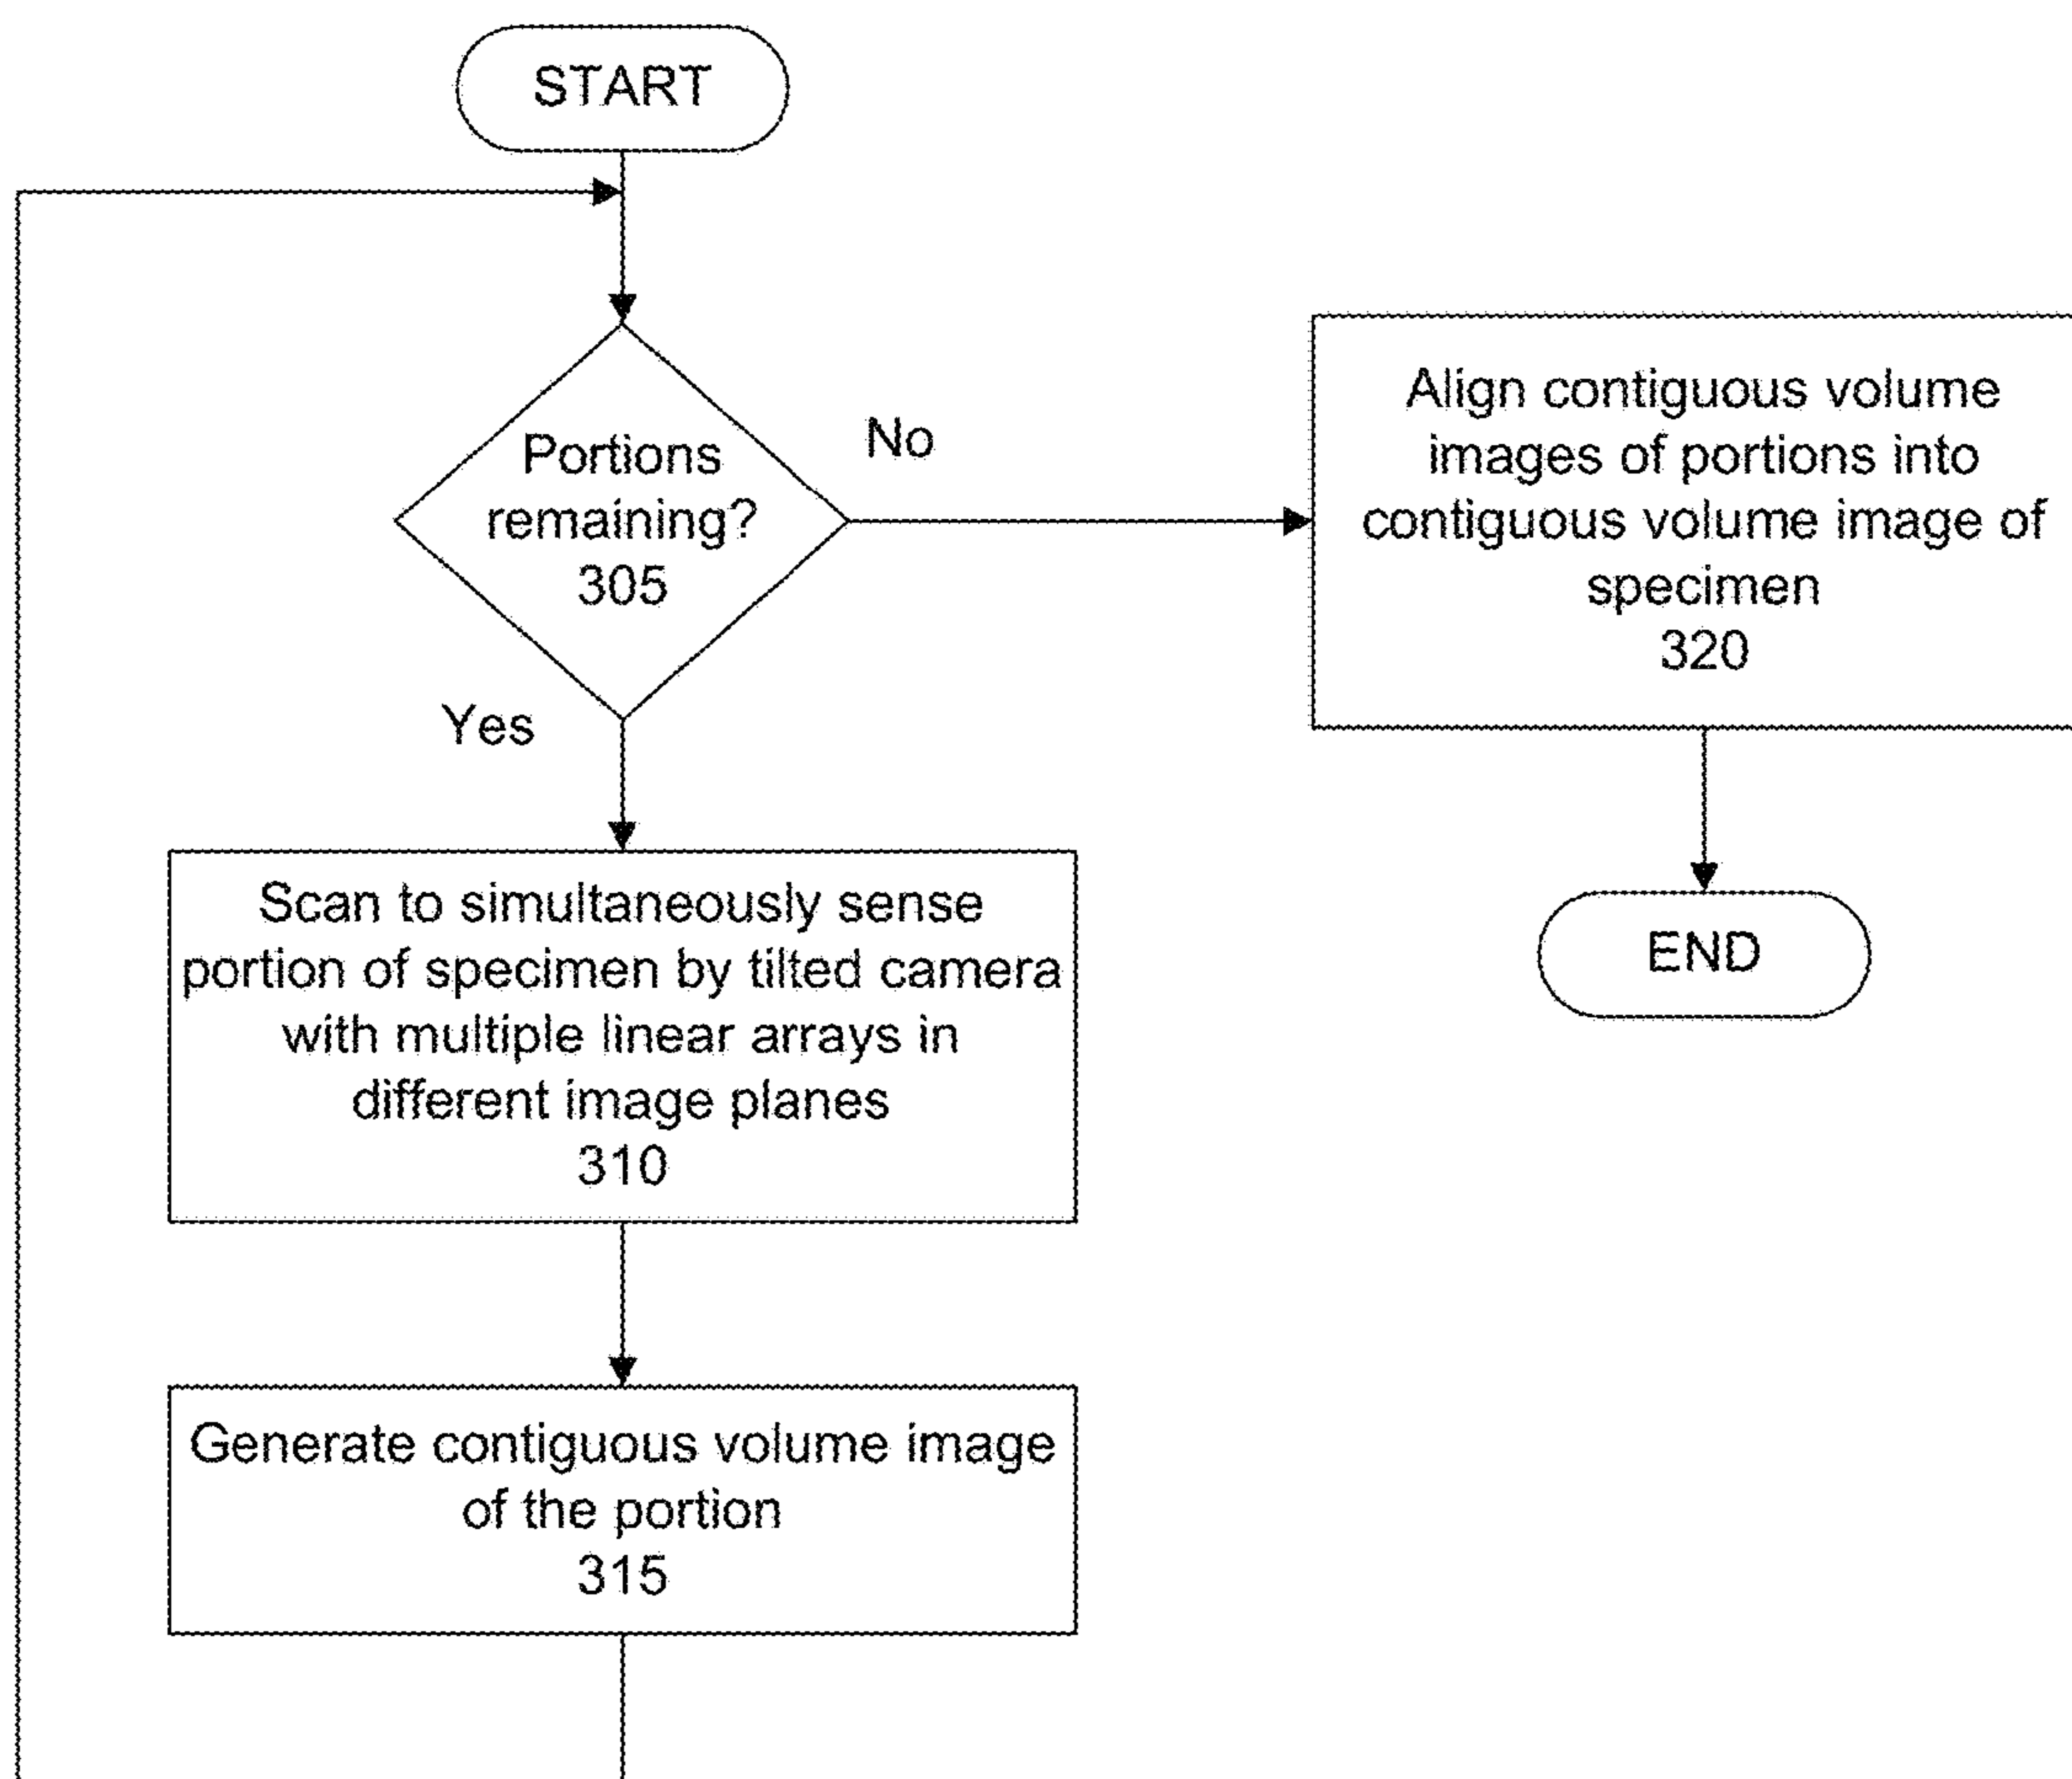 START
Portions
remaining?
305
No
Yes
Align contiguous volume
images of portions into
contiguous volume image of
specimen
320
Scan to simultaneously sense
portion of specimen by tilted camera
with multiple linear arrays in
different image planes
310
END
Generate contiguous volume image
of the portion
315